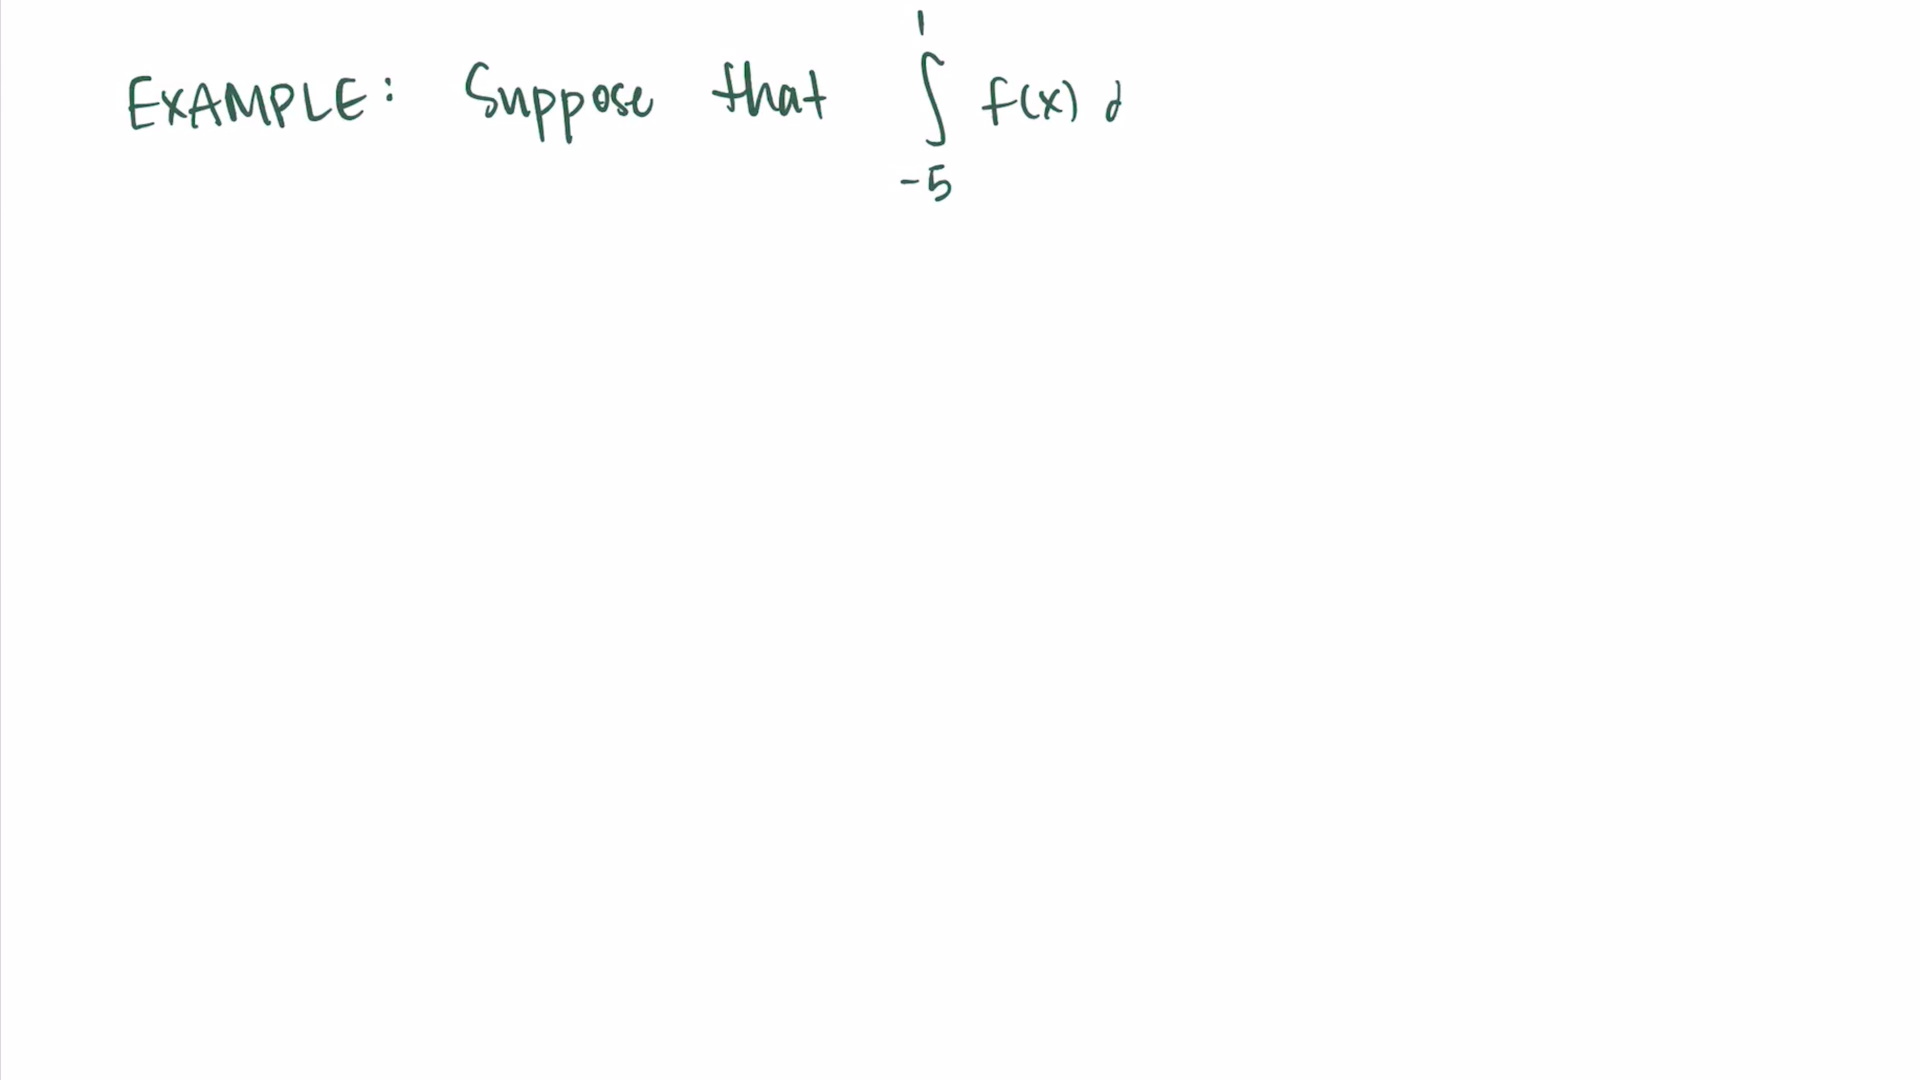 EXAMPLE: Suppose that ∫_{-5}^{1} f(x) d